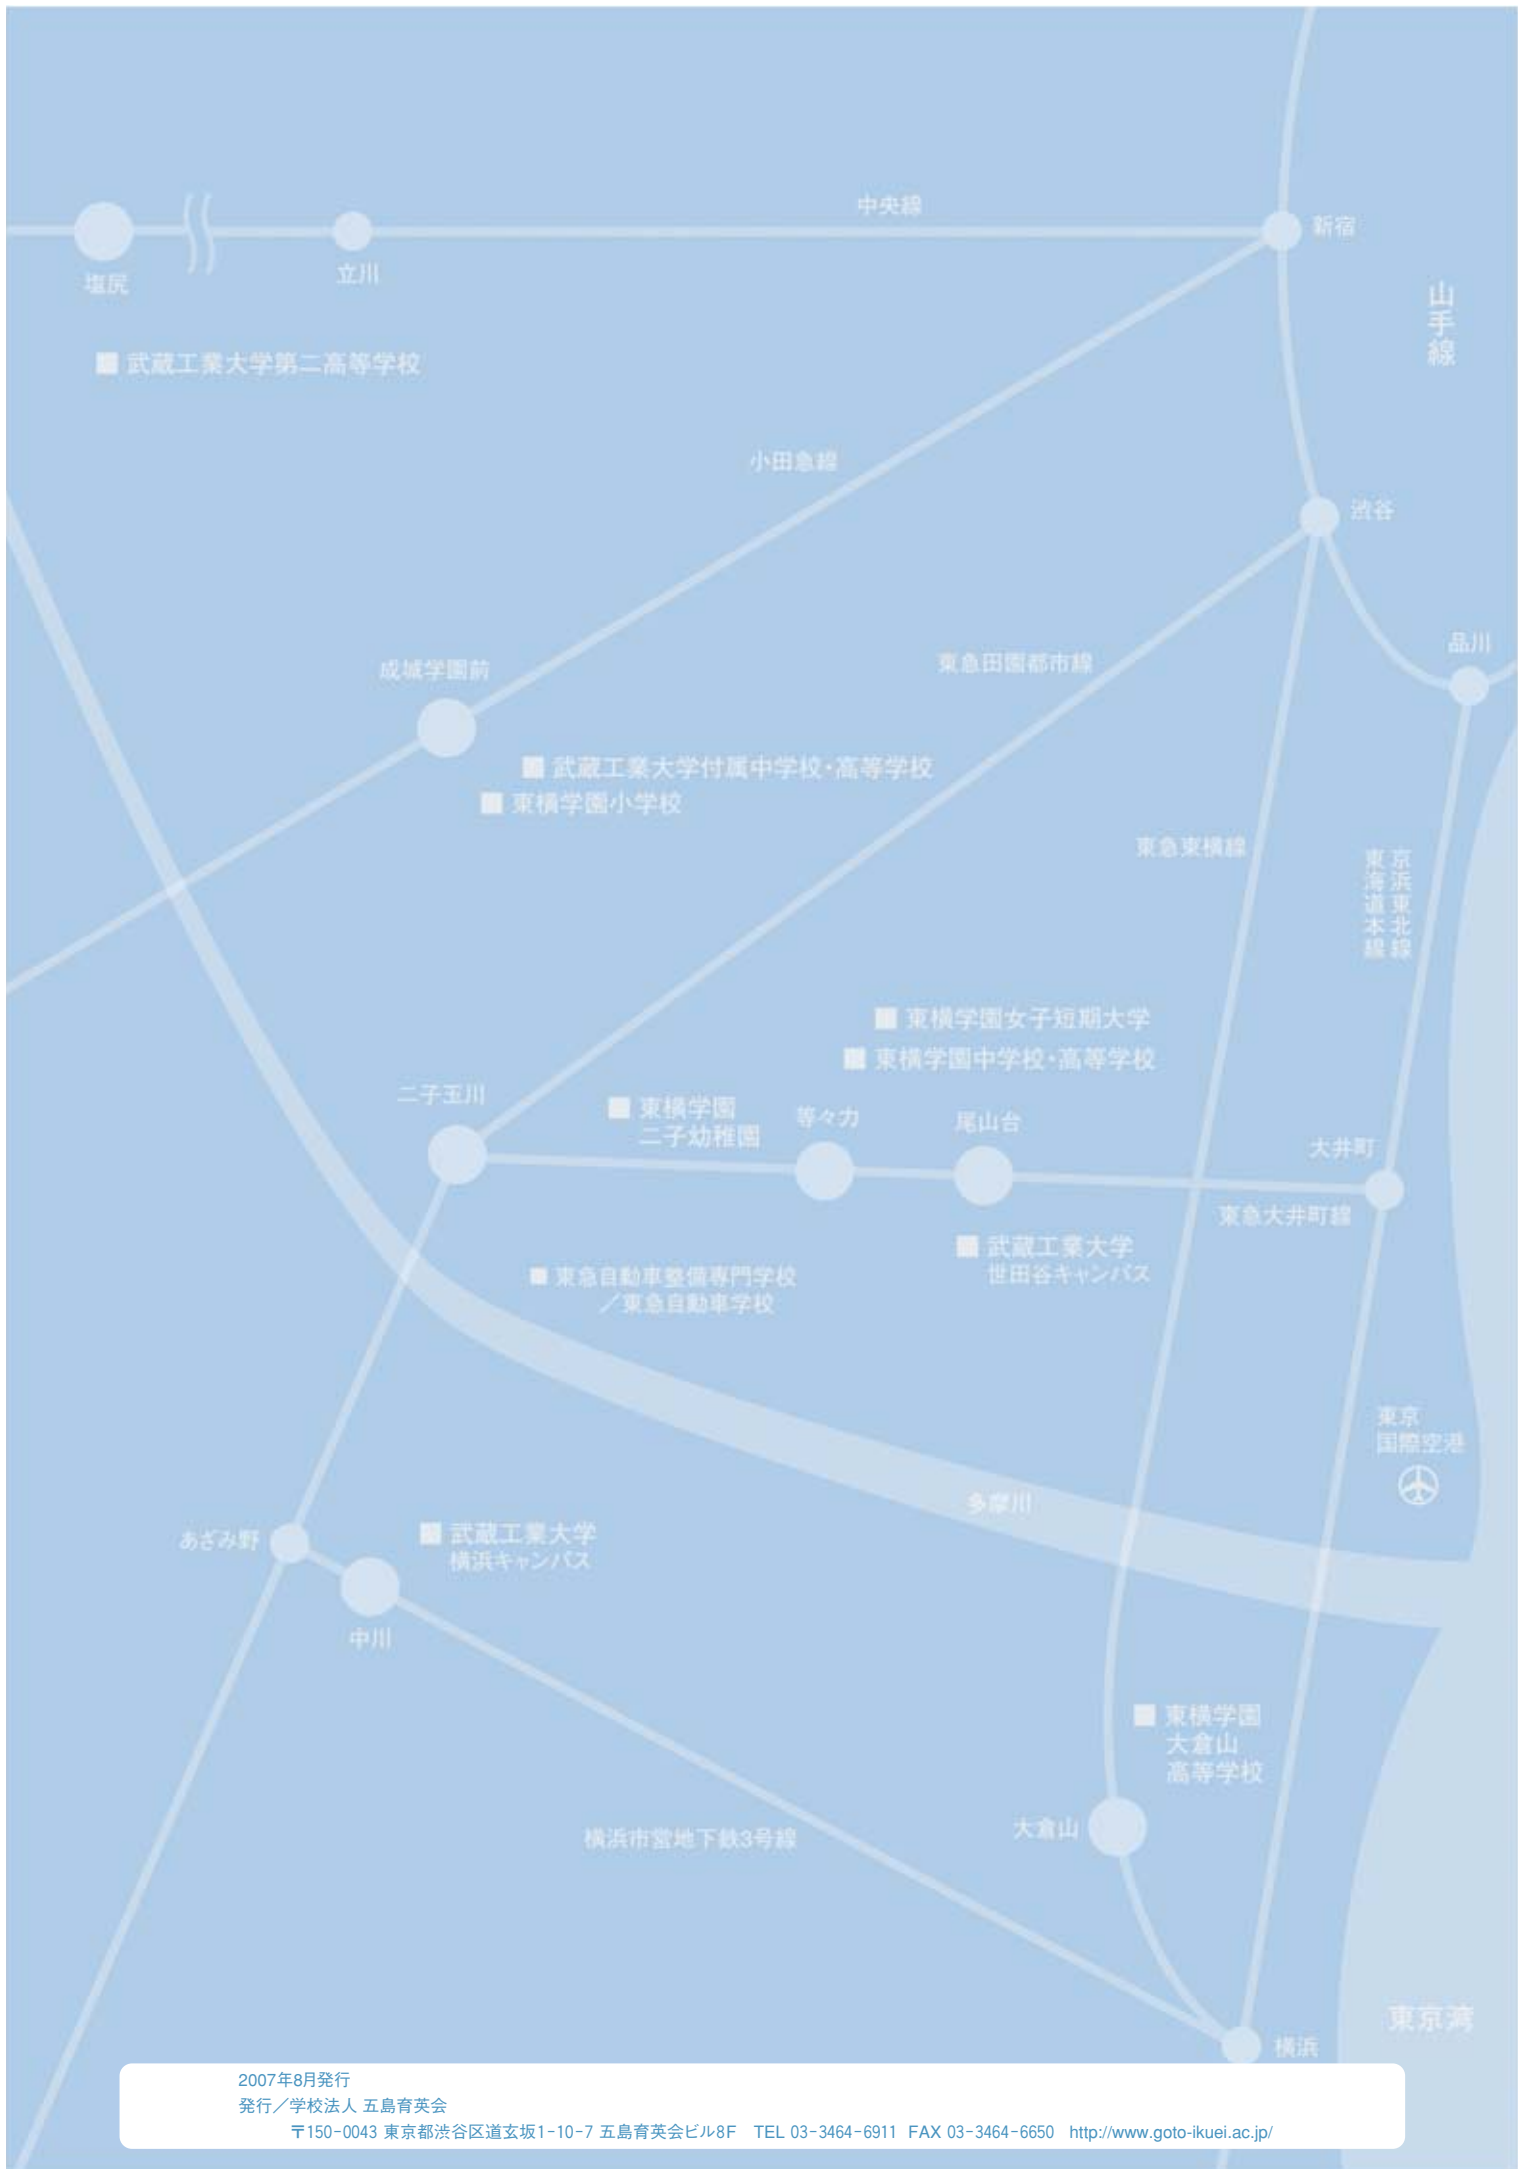 中央線
新宿
塩尻
立川
山手線
■ 武蔵工業大学第二高等学校
小田急線
渋谷
品川
東急田園都市線
成城学園前
■ 武蔵工業大学付属中学校・高等学校
■ 東横学園小学校
東急東横線
京浜東北線
東海道本線
■ 東横学園女子短期大学
■ 東横学園中学校・高等学校
二子玉川
■ 東横学園
二子幼稚園
等々力
尾山台
大井町
東急大井町線
■ 武蔵工業大学
世田谷キャンパス
■ 東急自動車整備専門学校
／東急自動車学校
東京
国際空港
多摩川
あざみ野
■ 武蔵工業大学
横浜キャンパス
中川
■ 東横学園
大倉山
高等学校
大倉山
横浜市営地下鉄3号線
東京湾
横浜
2007年8月発行
発行／学校法人 五島育英会
〒150-0043 東京都渋谷区道玄坂1-10-7 五島育英会ビル8F TEL 03-3464-6911 FAX 03-3464-6650 http://www.goto-ikuei.ac.jp/